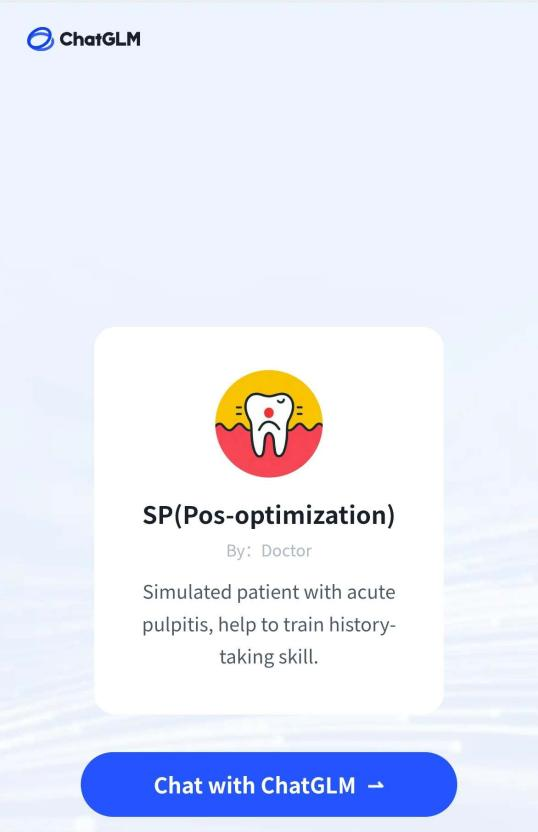 ChatGLM
SP(Pos-optimization)
By： Doctor
Simulated patient with acute
pulpitis, help to train history-
taking skill.
Chat with ChatGLM